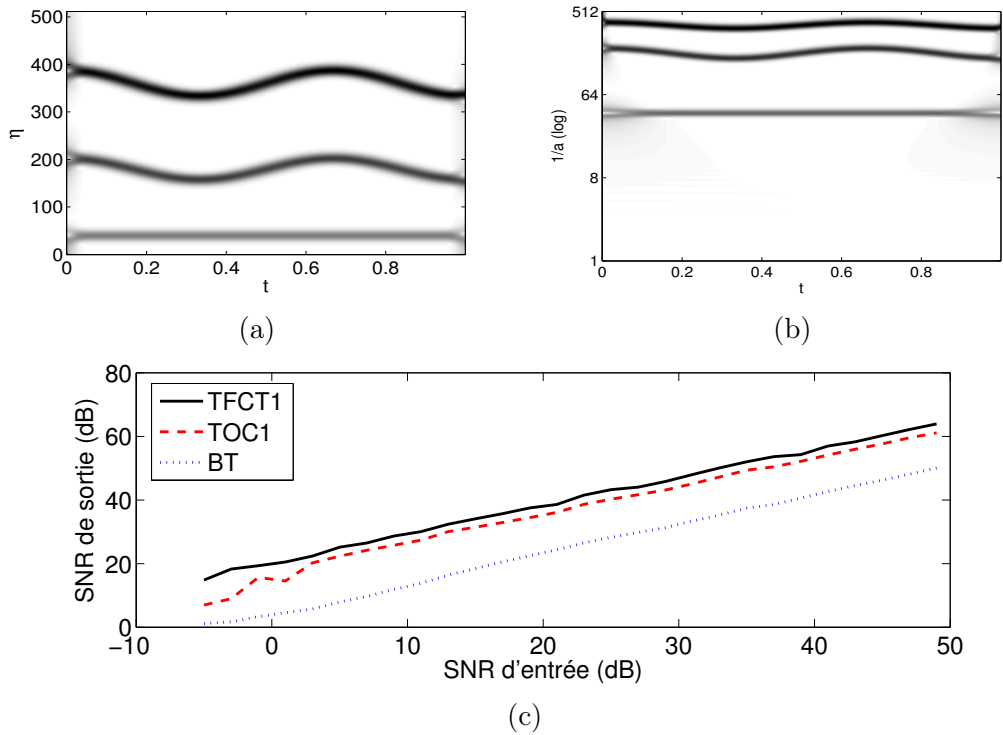 500
400
300
200
100
0
η
0
0.2
0.4
0.6
0.8
t
(a)
512
64
8
1
1/a (log)
0
0.2
0.4
0.6
0.8
t
(b)
80
60
40
20
0
SNR de sortie (dB)
TFCT1
TOC1
BT
−10
0
10
20
30
40
50
SNR d'entrée (dB)
(c)